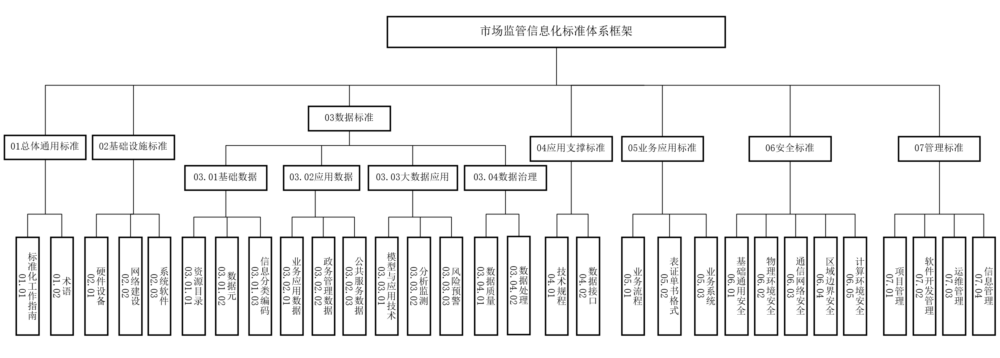 市场监管信息化标准体系框架
03数据标准
01总体通用标准
02基础设施标准
04应用支撑标准
05业务应用标准
06安全标准
07管理标准
03.01基础数据
03.02应用数据
03.03大数据应用
03.04数据治理
标准化工作指南
01.01
术语
01.02
硬件设备
02.01
网络建设
02.02
系统软件
02.03
资源目录
03.01.01
数据元
03.01.02
信息分类编码
03.01.03
业务应用数据
03.02.01
政务管理数据
03.02.02
公共服务数据
03.02.03
模型与应用技术
03.03.01
分析监测
03.03.02
风险预警
03.03.03
数据质量
03.04.01
数据处理
03.04.02
技术规程
04.01
数据接口
04.02
业务流程
05.01
表证单书格式
05.02
业务系统
05.03
基础通用安全
06.01
物理环境安全
06.02
通信网络安全
06.03
区域边界安全
06.04
计算环境安全
06.05
项目管理
07.01
软件开发管理
07.02
运维管理
07.03
信息管理
07.04